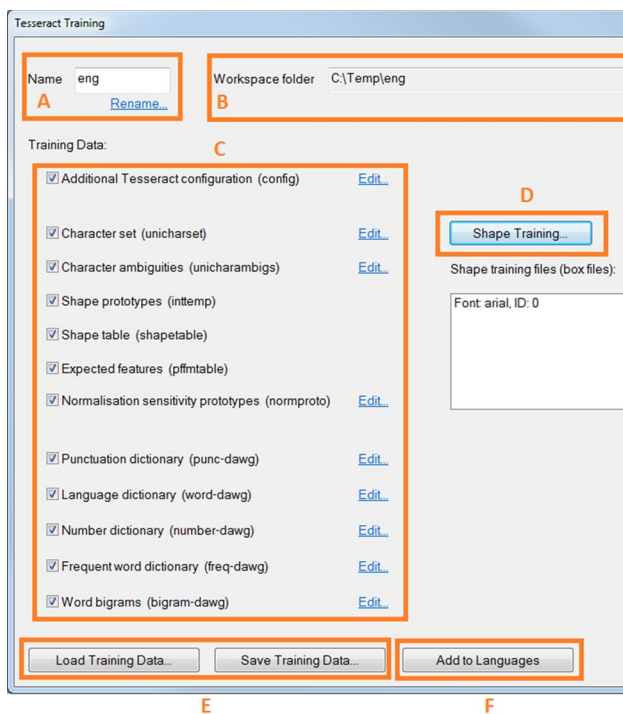 Tesseract Training
Name eng Workspace folder C:\Temp\eng
A Rename... B
Training Data: C
Additional Tesseract configuration (config) Edit...
D
Character set (unicharset) Edit... Shape Training...
Character ambiguities (unicharambigs) Edit... Shape training files (box files):
Shape prototypes (inttemp) Font: arial, ID: 0
Shape table (shapetable)
Expected features (pffmtable)
Normalisation sensitivity prototypes (normproto) Edit...
Punctuation dictionary (punc-dawg) Edit...
Language dictionary (word-dawg) Edit...
Number dictionary (number-dawg) Edit...
Frequent word dictionary (freq-dawg) Edit...
Word bigrams (bigram-dawg) Edit...
Load Training Data... Save Training Data... Add to Languages
E F